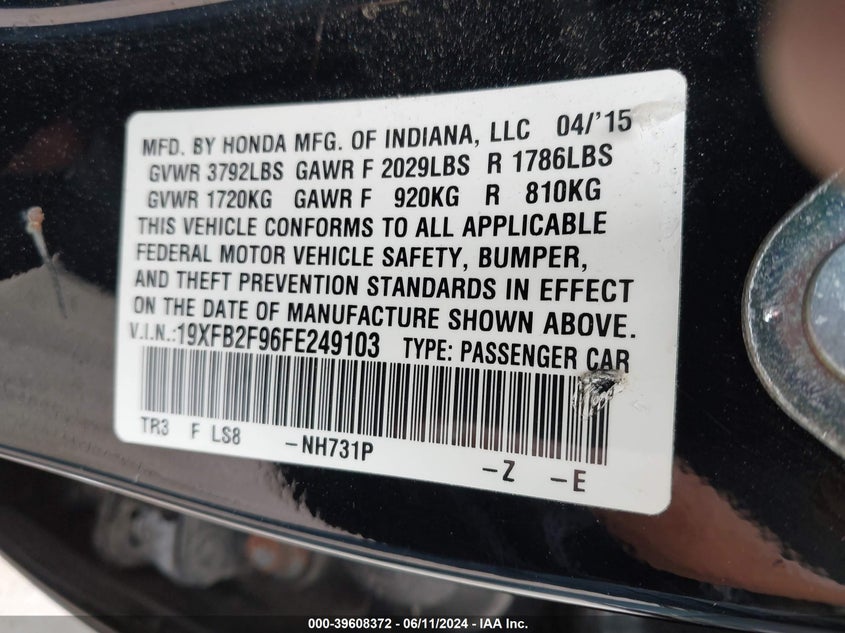 MFD. BY HONDA MFG. OF INDIANA, LLC 04/'15
GVWR 3792LBS GAWR F 2029LBS R 1786LBS
GVWR 1720KG GAWR F 920KG R 810KG
THIS VEHICLE CONFORMS TO ALL APPLICABLE
FEDERAL MOTOR VEHICLE SAFETY, BUMPER,
AND THEFT PREVENTION STANDARDS IN EFFECT
ON THE DATE OF MANUFACTURE SHOWN ABOVE.
V.I.N.:19XFB2F96FE249103 TYPE: PASSENGER CAR
TR3 F LS8 -NH731P -Z -E
000-39608372 - 06/11/2024 - IAA Inc.